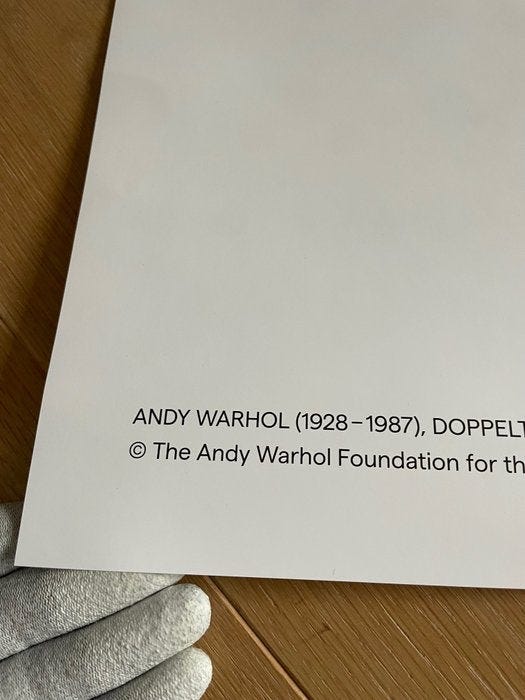 ANDY WARHOL (1928–1987), DOPPELT
© The Andy Warhol Foundation for th